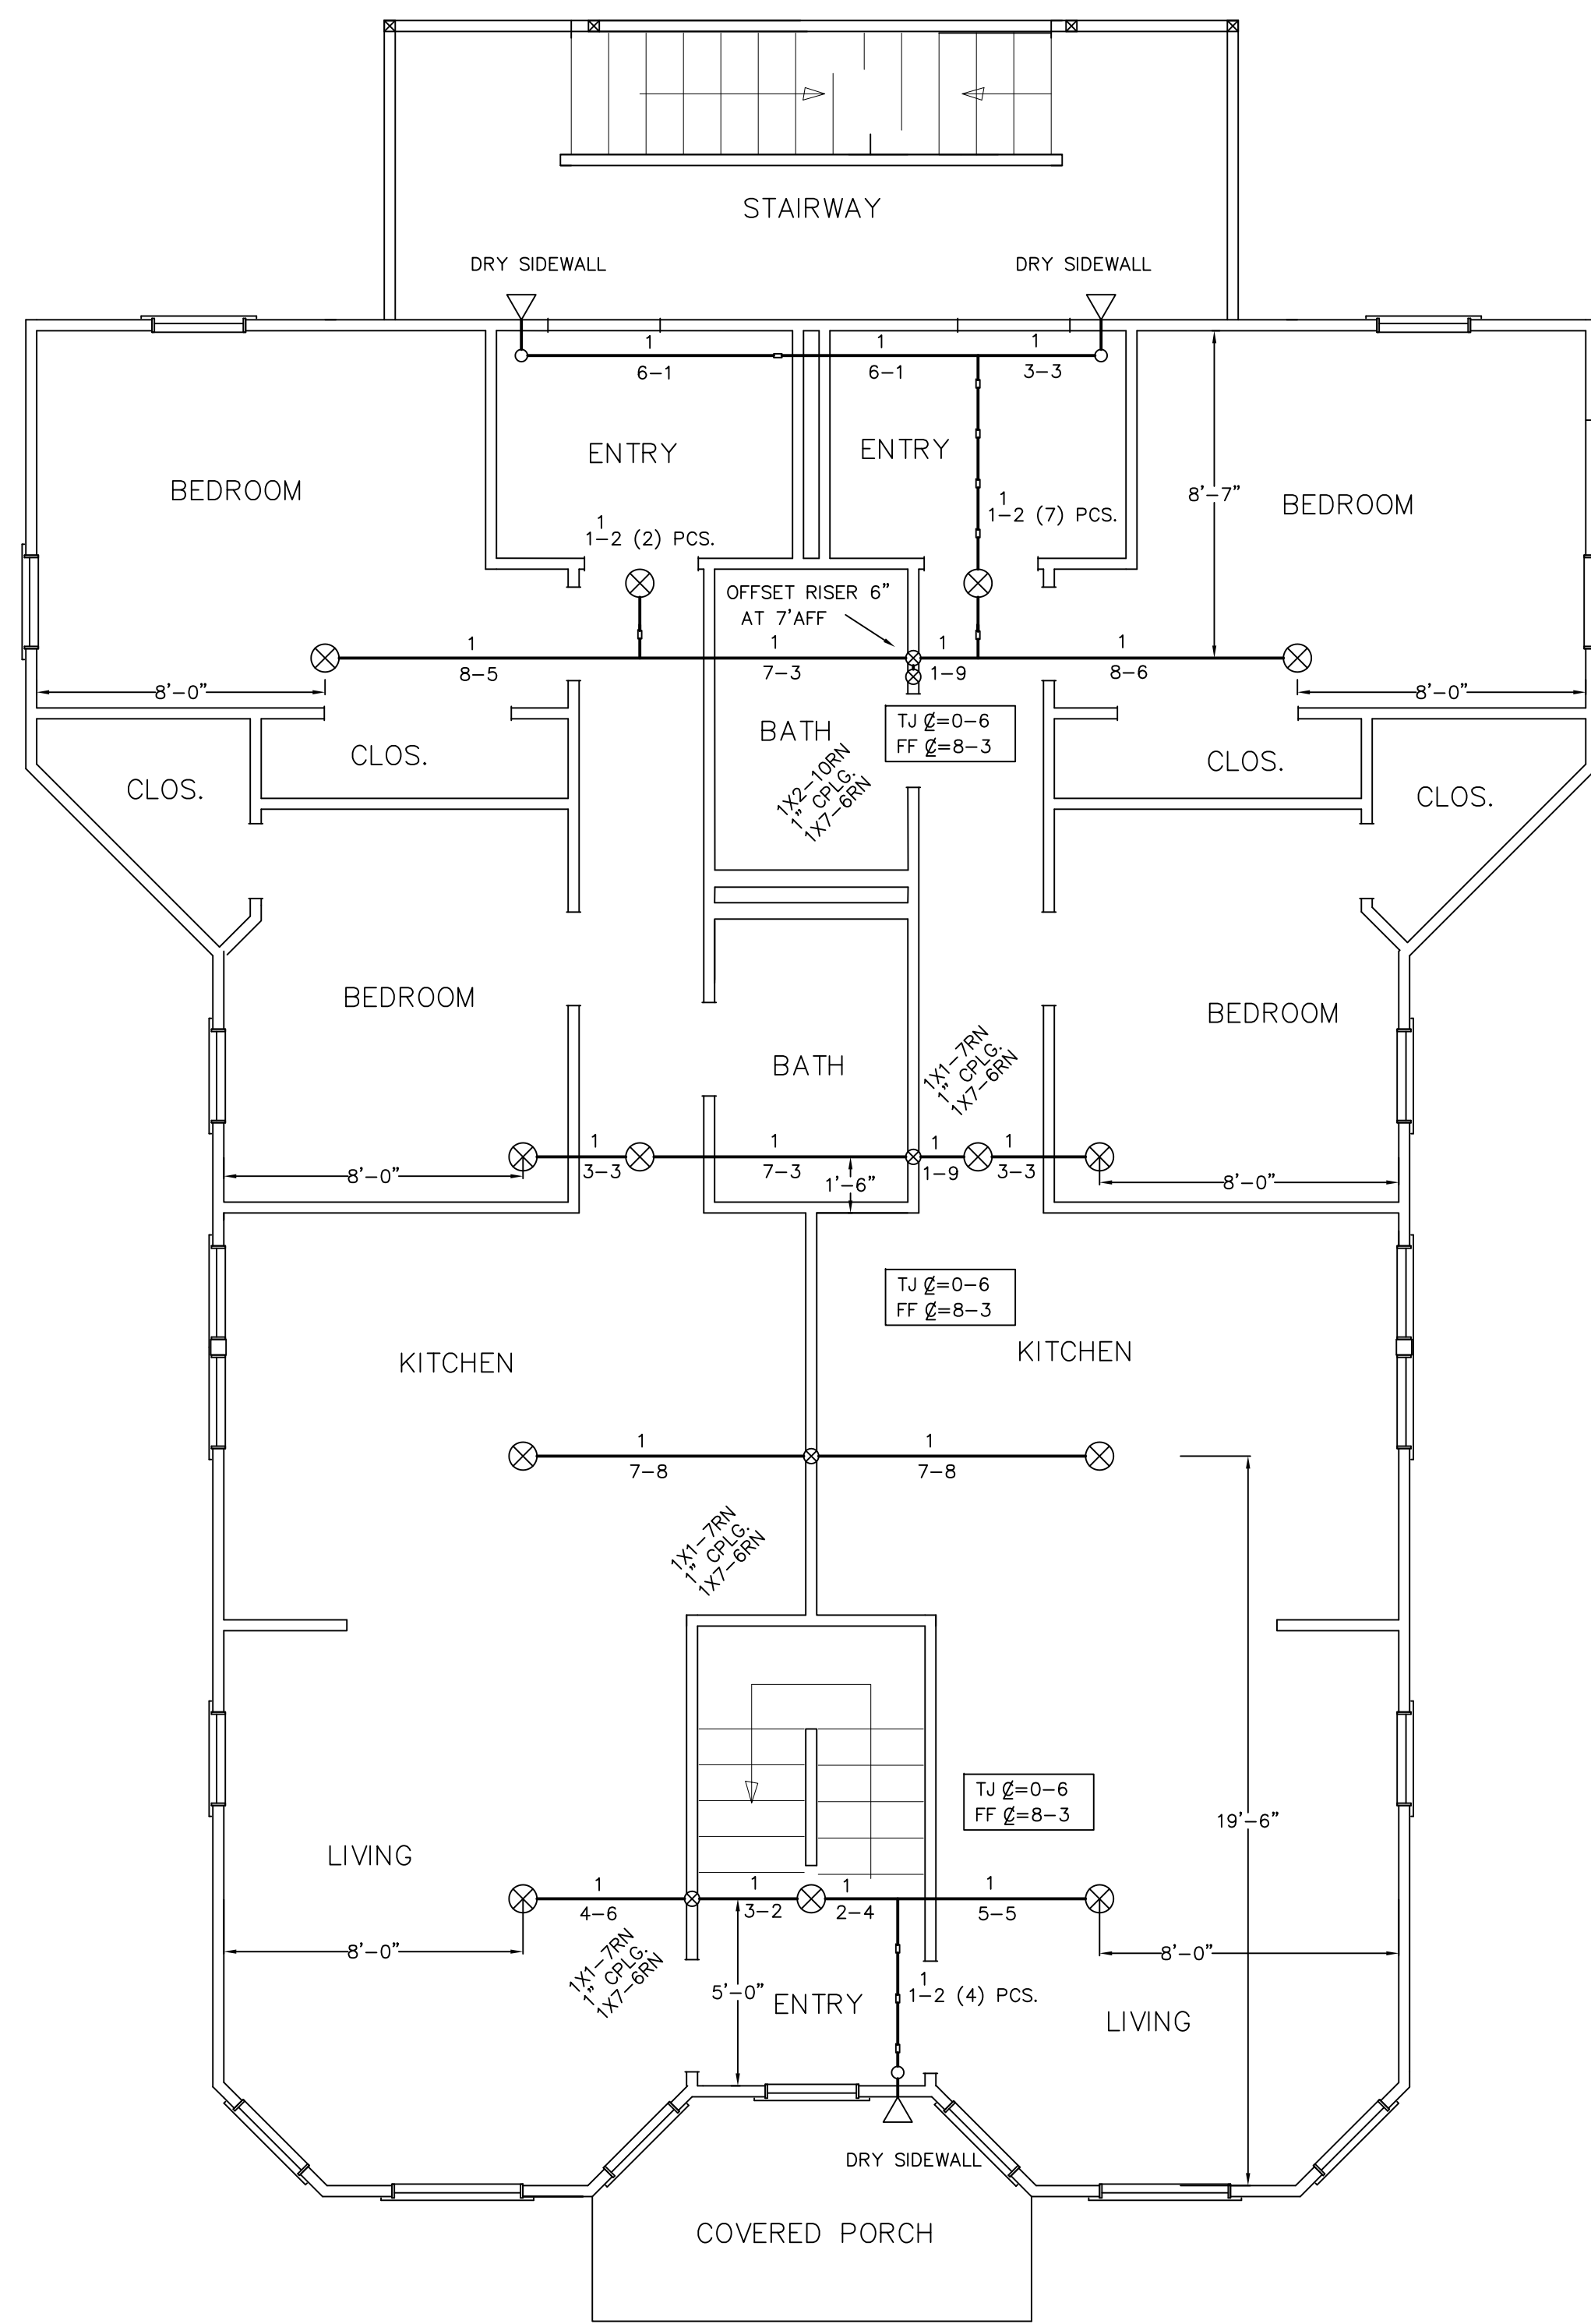 STAIRWAY
DRY SIDEWALL
DRY SIDEWALL
1
6-1
1
6-1
1
3-3
ENTRY
ENTRY
BEDROOM
8'-7"
BEDROOM
1
1-2 (2) PCS.
1
1-2 (7) PCS.
OFFSET RISER 6"
AT 7'AFF
1
8-5
1
7-3
1
1-9
1
8-6
8'-0"
8'-0"
TJ ⅊=0-6
FF ⅊=8-3
BATH
CLOS.
CLOS.
CLOS.
CLOS.
1X2-10RN
1" CPLG.
1X7-6RN
BEDROOM
BEDROOM
BATH
1X1-7RN
1" CPLG.
1X7-6RN
1
3-3
1
7-3
1
1-9
1
3-3
8'-0"
1'-6"
8'-0"
TJ ⅊=0-6
FF ⅊=8-3
KITCHEN
KITCHEN
1
7-8
1
7-8
1X1-7RN
1" CPLG.
1X7-6RN
TJ ⅊=0-6
FF ⅊=8-3
19'-6"
LIVING
1
4-6
1
3-2
1
2-4
1
5-5
8'-0"
8'-0"
1X1-7RN
1" CPLG.
1X7-6RN
5'-0"
ENTRY
1
1-2 (4) PCS.
LIVING
DRY SIDEWALL
COVERED PORCH